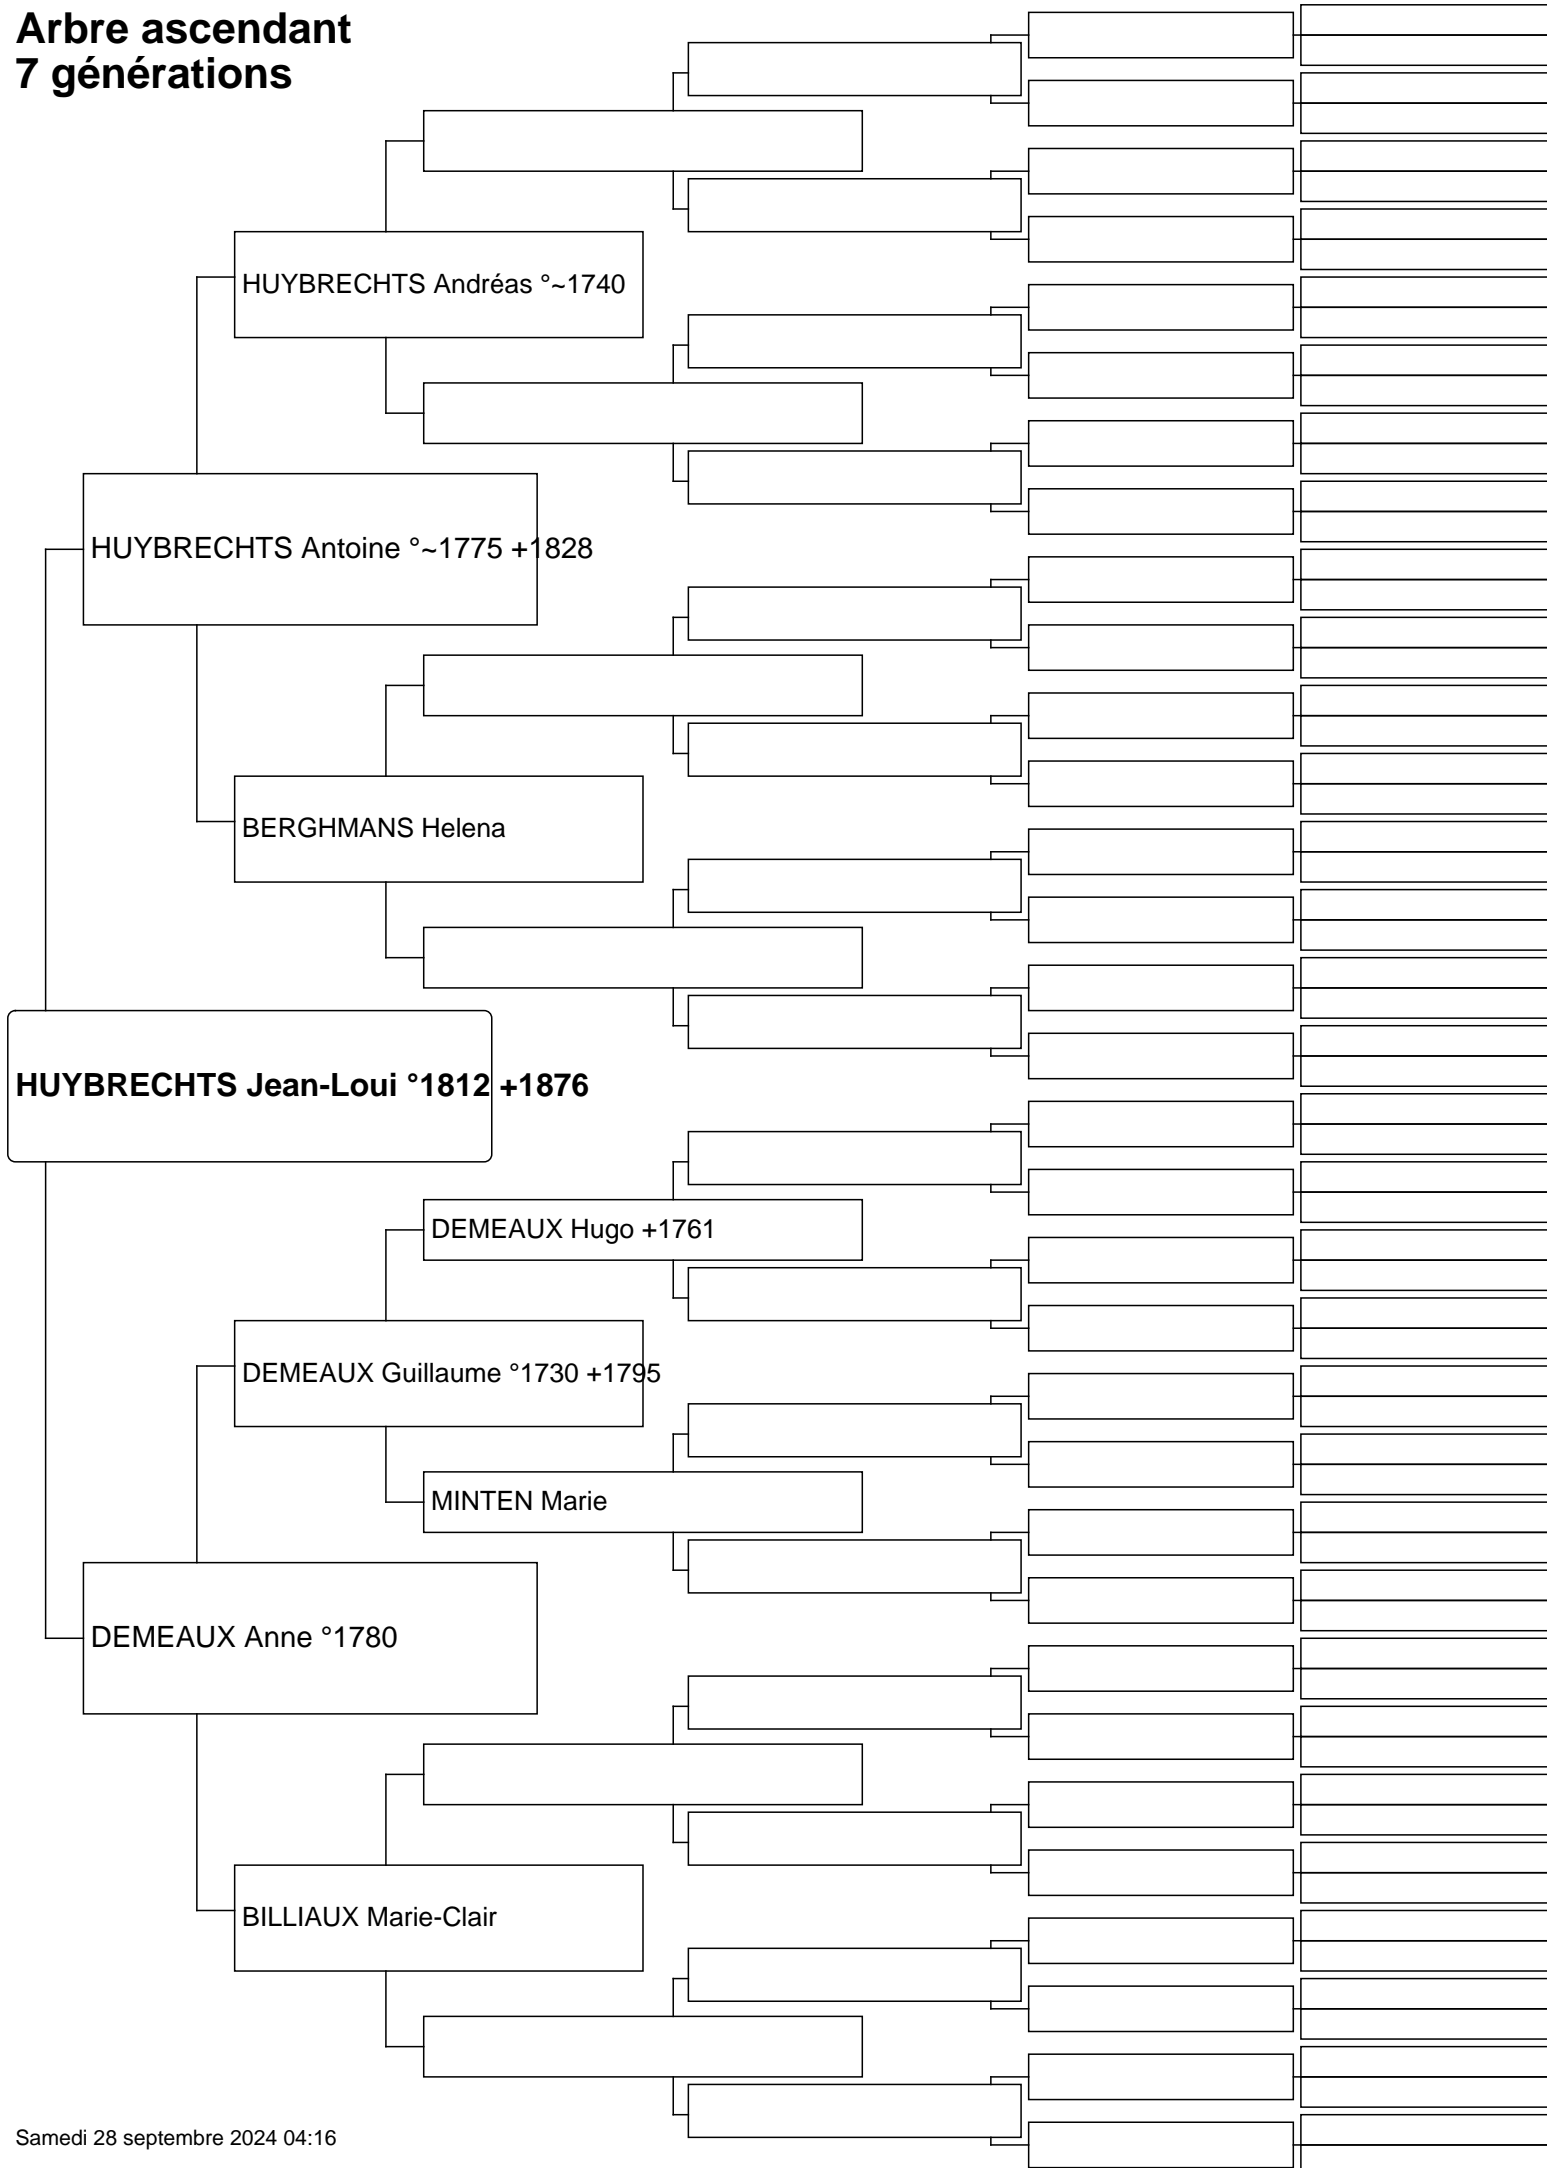 Arbre ascendant
7 générations
HUYBRECHTS Andréas °~1740
HUYBRECHTS Antoine °~1775 +1828
BERGHMANS Helena
HUYBRECHTS Jean-Loui °1812 +1876
DEMEAUX Hugo +1761
DEMEAUX Guillaume °1730 +1795
MINTEN Marie
DEMEAUX Anne °1780
BILLIAUX Marie-Clair
Samedi 28 septembre 2024 04:16